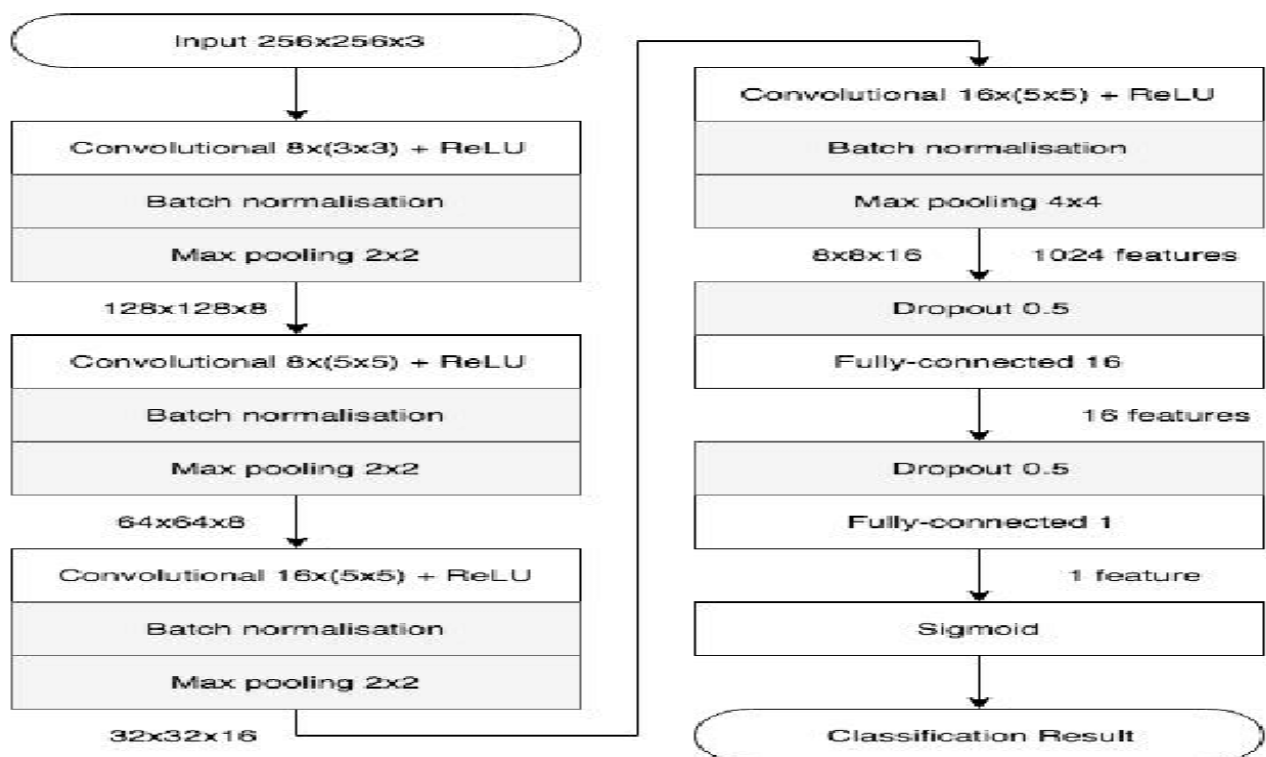 Input 256x256x3
Convolutional 8x(3x3) + ReLU
Batch normalisation
Max pooling 2x2
128x128x8
Convolutional 8x(5x5) + ReLU
Batch normalisation
Max pooling 2x2
64x64x8
Convolutional 16x(5x5) + ReLU
Batch normalisation
Max pooling 2x2
32x32x16
Convolutional 16x(5x5) + ReLU
Batch normalisation
Max pooling 4x4
8x8x16 1024 features
Dropout 0.5
Fully-connected 16
16 features
Dropout 0.5
Fully-connected 1
1 feature
Sigmoid
Classification Result